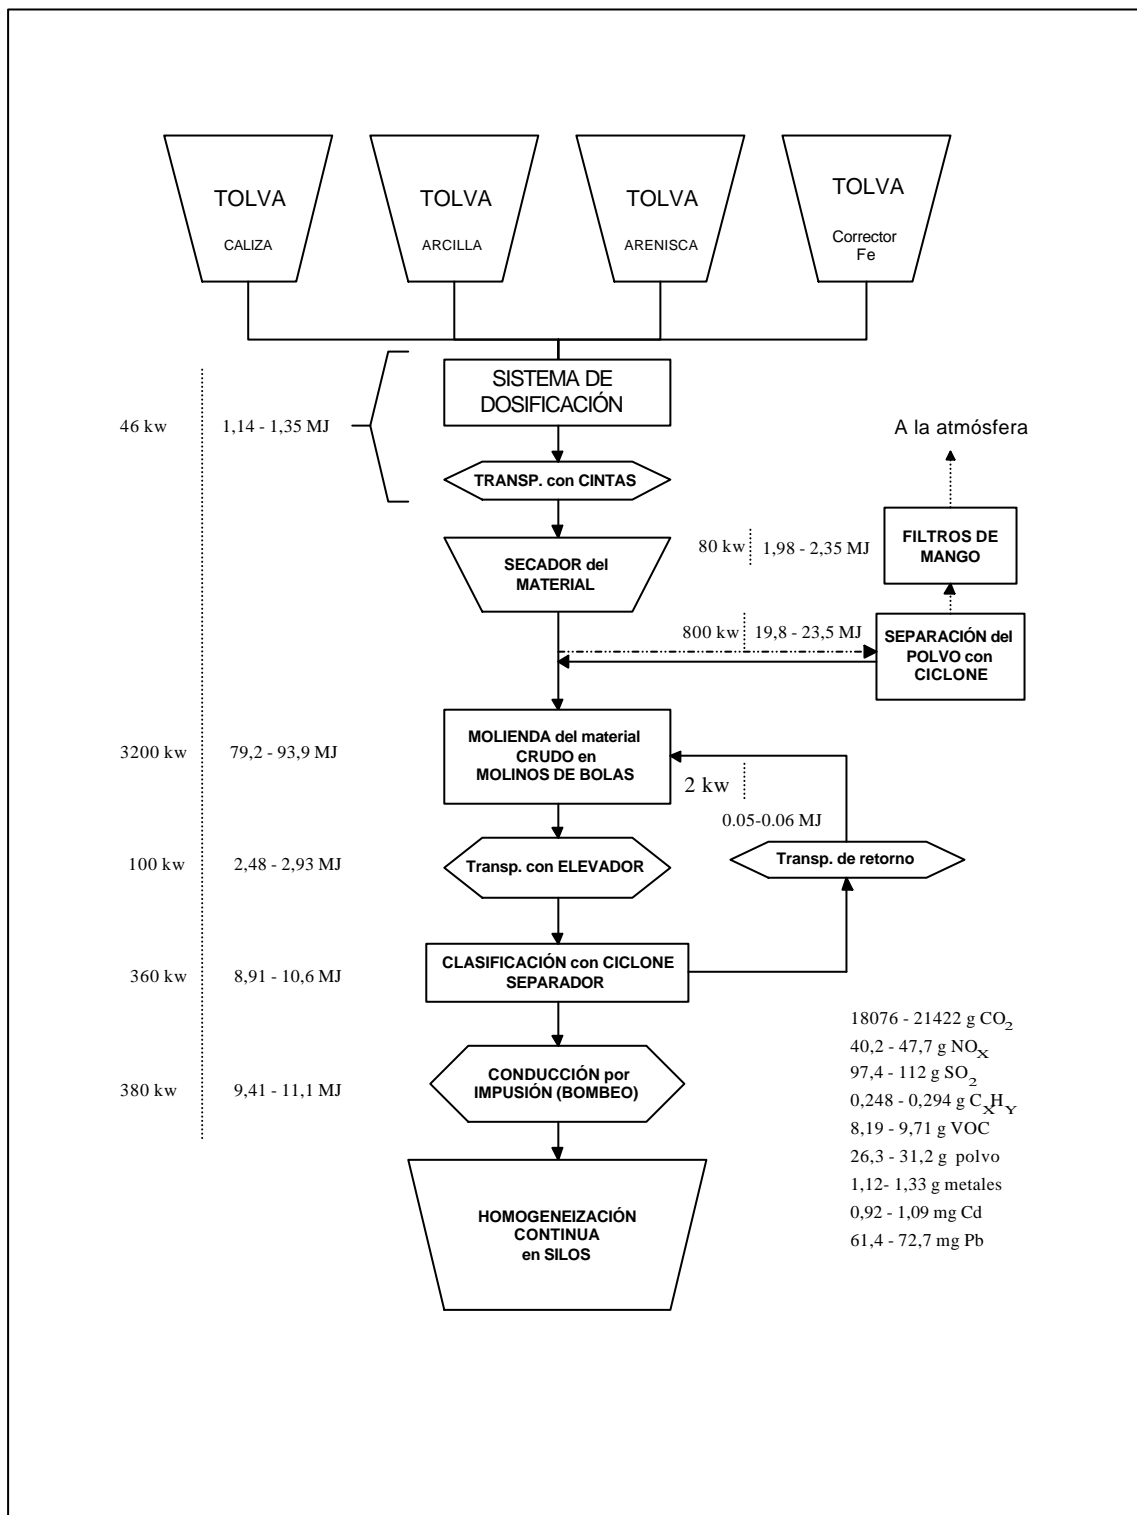 TOLVA
CALIZA
TOLVA
ARCILLA
TOLVA
ARENISCA
TOLVA
Corrector
Fe
SISTEMA DE
DOSIFICACIÓN
46 kw
1,14 - 1,35 MJ
A la atmósfera
TRANSP. con CINTAS
FILTROS DE
MANGO
80 kw
1,98 - 2,35 MJ
SECADOR del
MATERIAL
800 kw
19,8 - 23,5 MJ
SEPARACIÓN del
POLVO con
CICLONE
3200 kw
79,2 - 93,9 MJ
MOLIENDA del material
CRUDO en
MOLINOS DE BOLAS
2 kw
0.05-0.06 MJ
100 kw
2,48 - 2,93 MJ
Transp. con ELEVADOR
Transp. de retorno
360 kw
8,91 - 10,6 MJ
CLASIFICACIÓN con CICLONE
SEPARADOR
380 kw
9,41 - 11,1 MJ
CONDUCCIÓN por
IMPUSIÓN (BOMBEO)
HOMOGENEIZACIÓN
CONTINUA
en SILOS
18076 - 21422 g CO2
40,2 - 47,7 g NOX
97,4 - 112 g SO2
0,248 - 0,294 g CXHY
8,19 - 9,71 g VOC
26,3 - 31,2 g polvo
1,12- 1,33 g metales
0,92 - 1,09 mg Cd
61,4 - 72,7 mg Pb